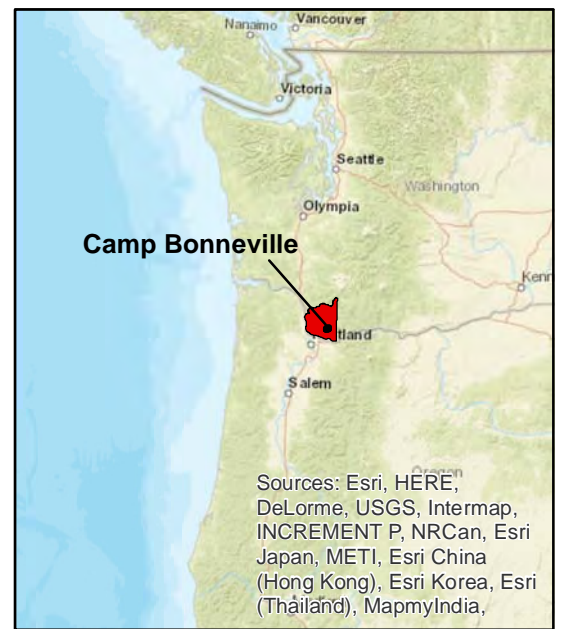 Nanaimo
Vancouver
Victoria
Seattle
Washington
Olympia
Camp Bonneville
Kenn
tland
Salem
Oregon
Sources: Esri, HERE,
DeLorme, USGS, Intermap,
INCREMENT P, NRCan, Esri
Japan, METI, Esri China
(Hong Kong), Esri Korea, Esri
(Thailand), MapmyIndia,